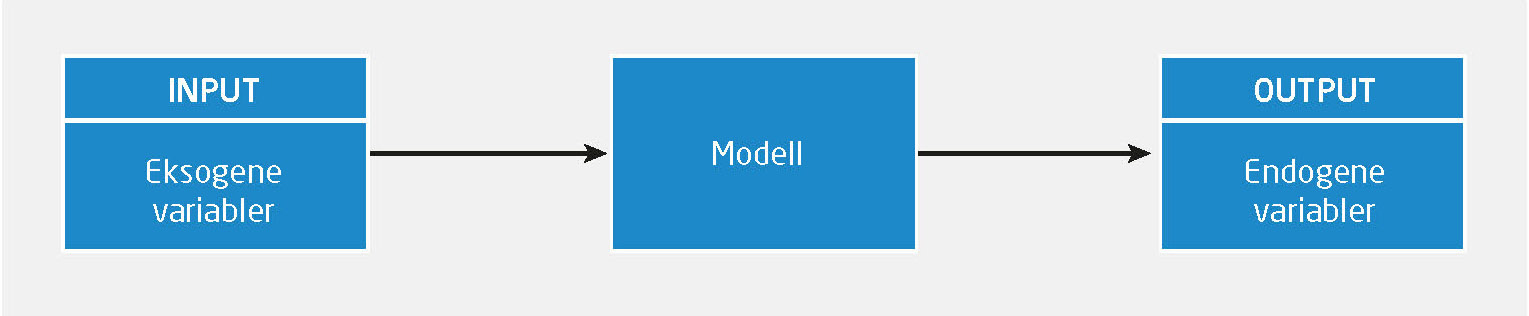 INPUT
Eksogene
variabler
Modell
OUTPUT
Endogene
variabler